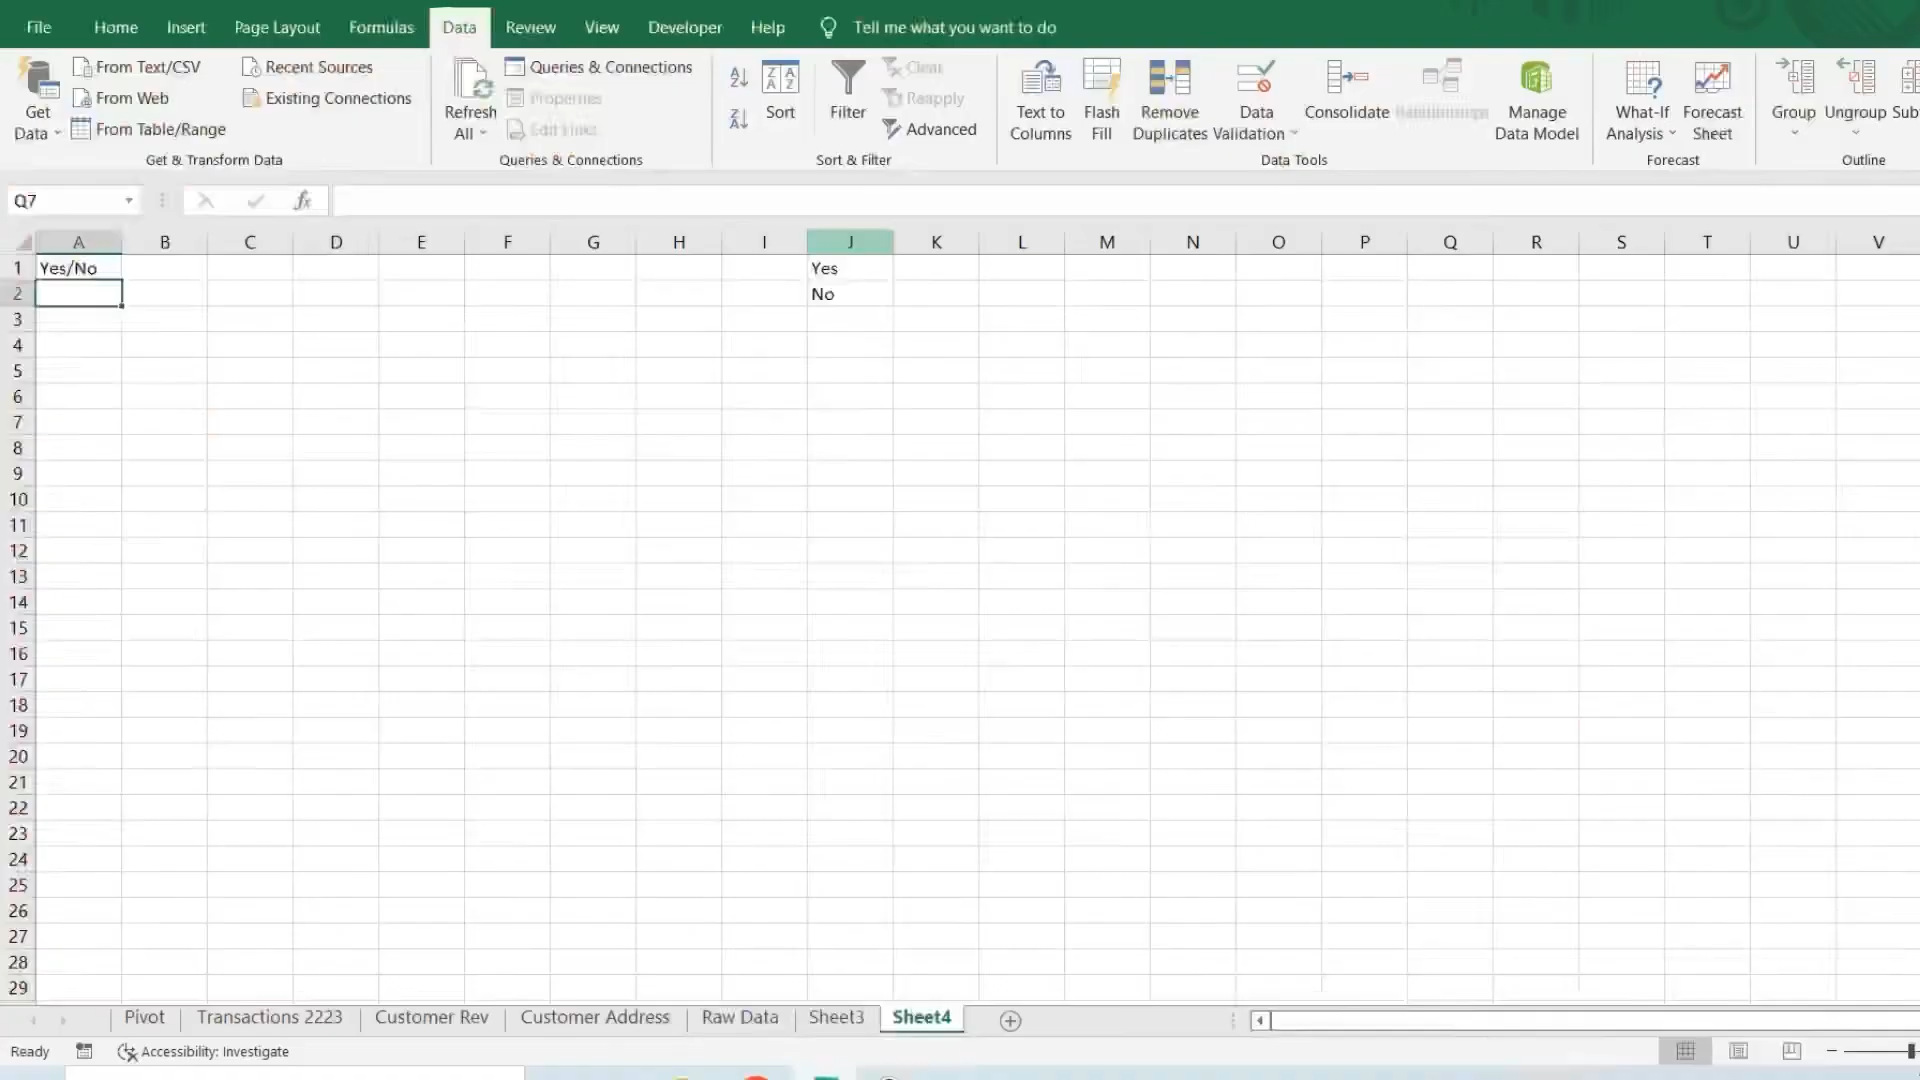 File Home Insert Page Layout Formulas Data Review View Developer Help Tell me what you want to do
Get Data
From Text/CSV
From Web
From Table/Range
Recent Sources
Existing Connections
Get & Transform Data
Refresh All
Queries & Connections
Properties
Edit Links
Queries & Connections
Sort
Filter
Clear
Reapply
Advanced
Sort & Filter
Text to Columns
Flash Fill
Remove Duplicates
Data Validation
Consolidate
Manage Data Model
Data Tools
What-If Analysis
Forecast Sheet
Forecast
Group
Ungroup
Sub
Outline
Q7 fx
A B C D E F G H I J K L M N O P Q R S T U V
1 Yes/No Yes
2 No
3
4
5
6
7
8
9
10
11
12
13
14
15
16
17
18
19
20
21
22
23
24
25
26
27
28
29
Pivot Transactions 2223 Customer Rev Customer Address Raw Data Sheet3 Sheet4
Ready Accessibility: Investigate